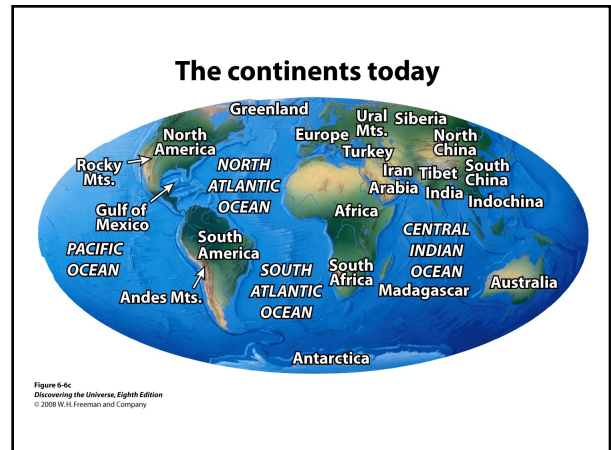 The continents today
Greenland
Ural
Mts.
Siberia
North
America
Europe
North
China
Turkey
Rocky
Mts.
NORTH
ATLANTIC
OCEAN
Iran
Tibet
South
China
Arabia
India
Indochina
Gulf of
Mexico
Africa
PACIFIC
OCEAN
South
America
CENTRAL
INDIAN
OCEAN
Andes Mts.
SOUTH
ATLANTIC
OCEAN
South
Africa
Madagascar
Australia
Antarctica
Figure 6-6c
Discovering the Universe, Eighth Edition
© 2008 W. H. Freeman and Company